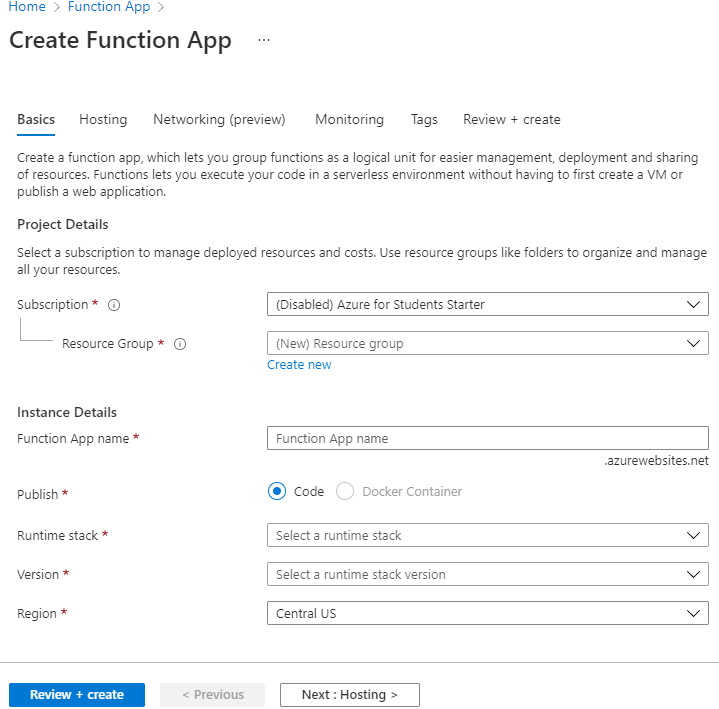 Home > Function App >
Create Function App ...
Basics Hosting Networking (preview) Monitoring Tags Review + create
Create a function app, which lets you group functions as a logical unit for easier management, deployment and sharing
of resources. Functions lets you execute your code in a serverless environment without having to first create a VM or
publish a web application.
Project Details
Select a subscription to manage deployed resources and costs. Use resource groups like folders to organize and manage
all your resources.
Subscription * (Disabled) Azure for Students Starter
Resource Group * (New) Resource group
Create new
Instance Details
Function App name * Function App name
.azurewebsites.net
Publish * Code Docker Container
Runtime stack * Select a runtime stack
Version * Select a runtime stack version
Region * Central US
Review + create < Previous Next : Hosting >